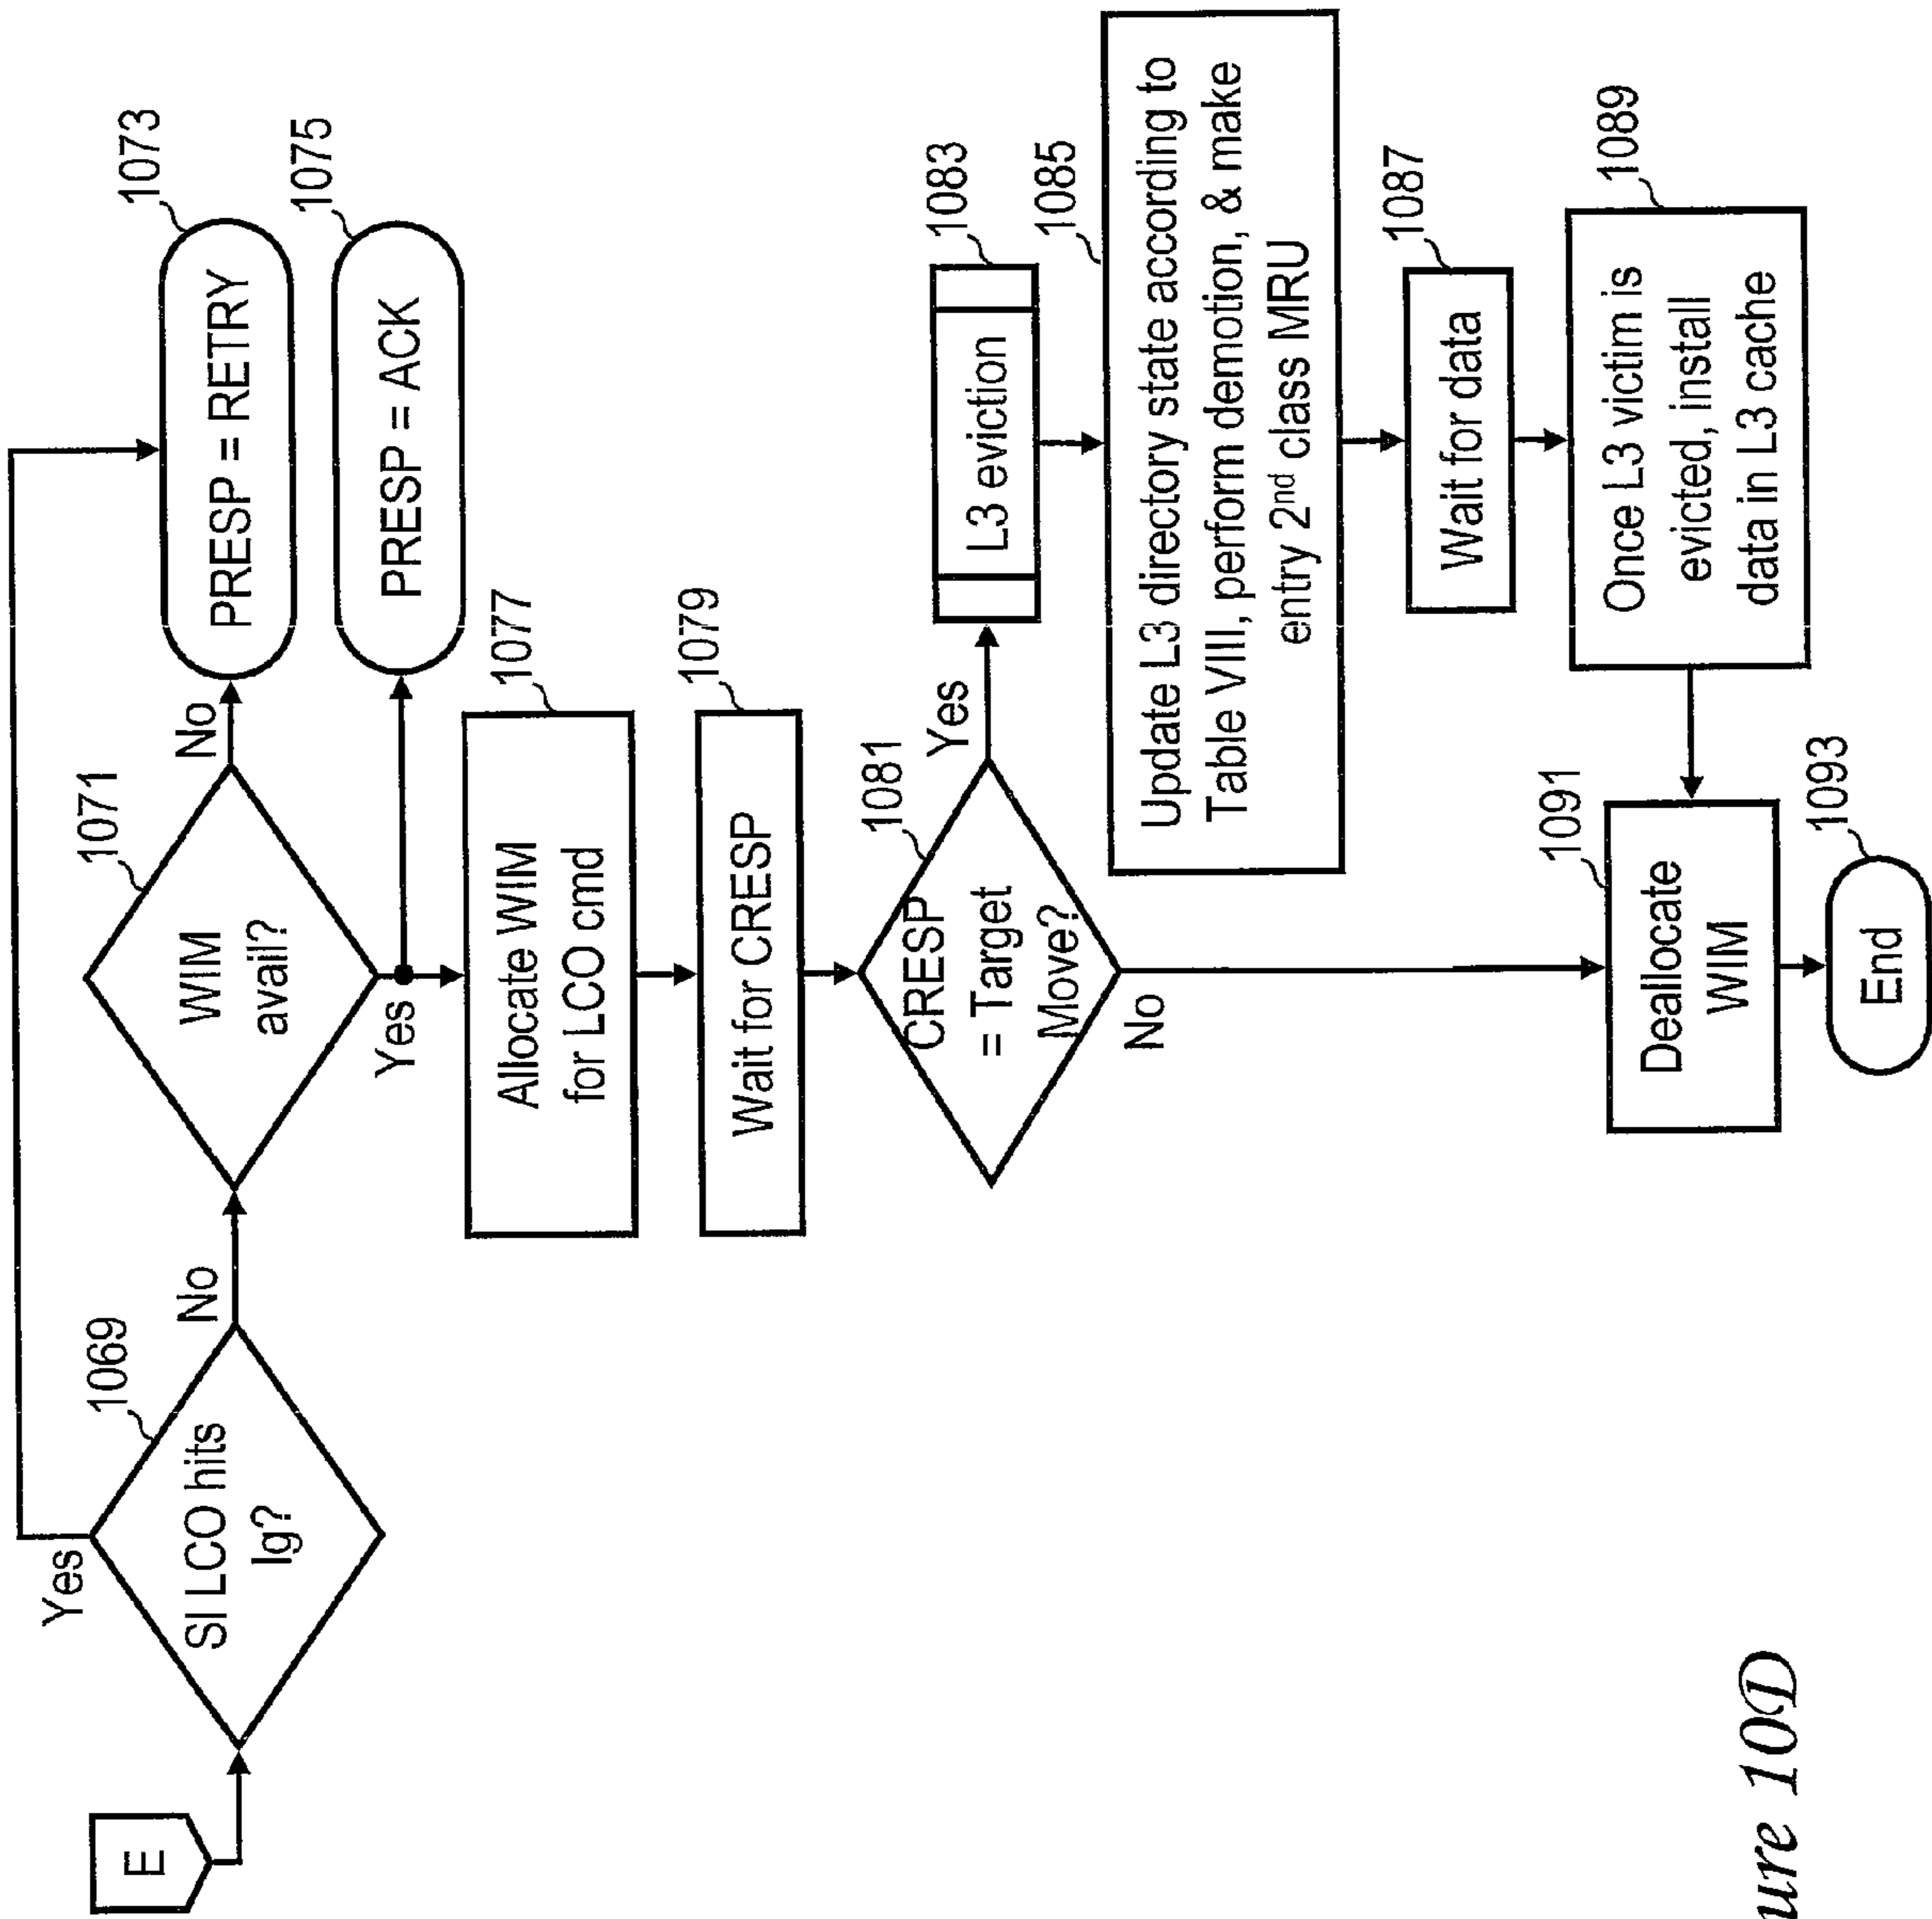 E
Yes
SI LCO hits
Ig?
1069
No
WIM
avail?
1071
No
PRESP = RETRY
1073
Yes
PRESP = ACK
1075
Allocate WIM
for LCO cmd
1077
Wait for CRESP
1079
CRESP
= Target
Move?
1081
Yes
No
L3 eviction
1083
Update L3 directory state according to
Table VIII, perform demotion, & make
entry 2nd class MRU
1085
Wait for data
1087
Once L3 victim is
evicted, install
data in L3 cache
1089
Deallocate
WIM
1091
End
1093
ure 10D